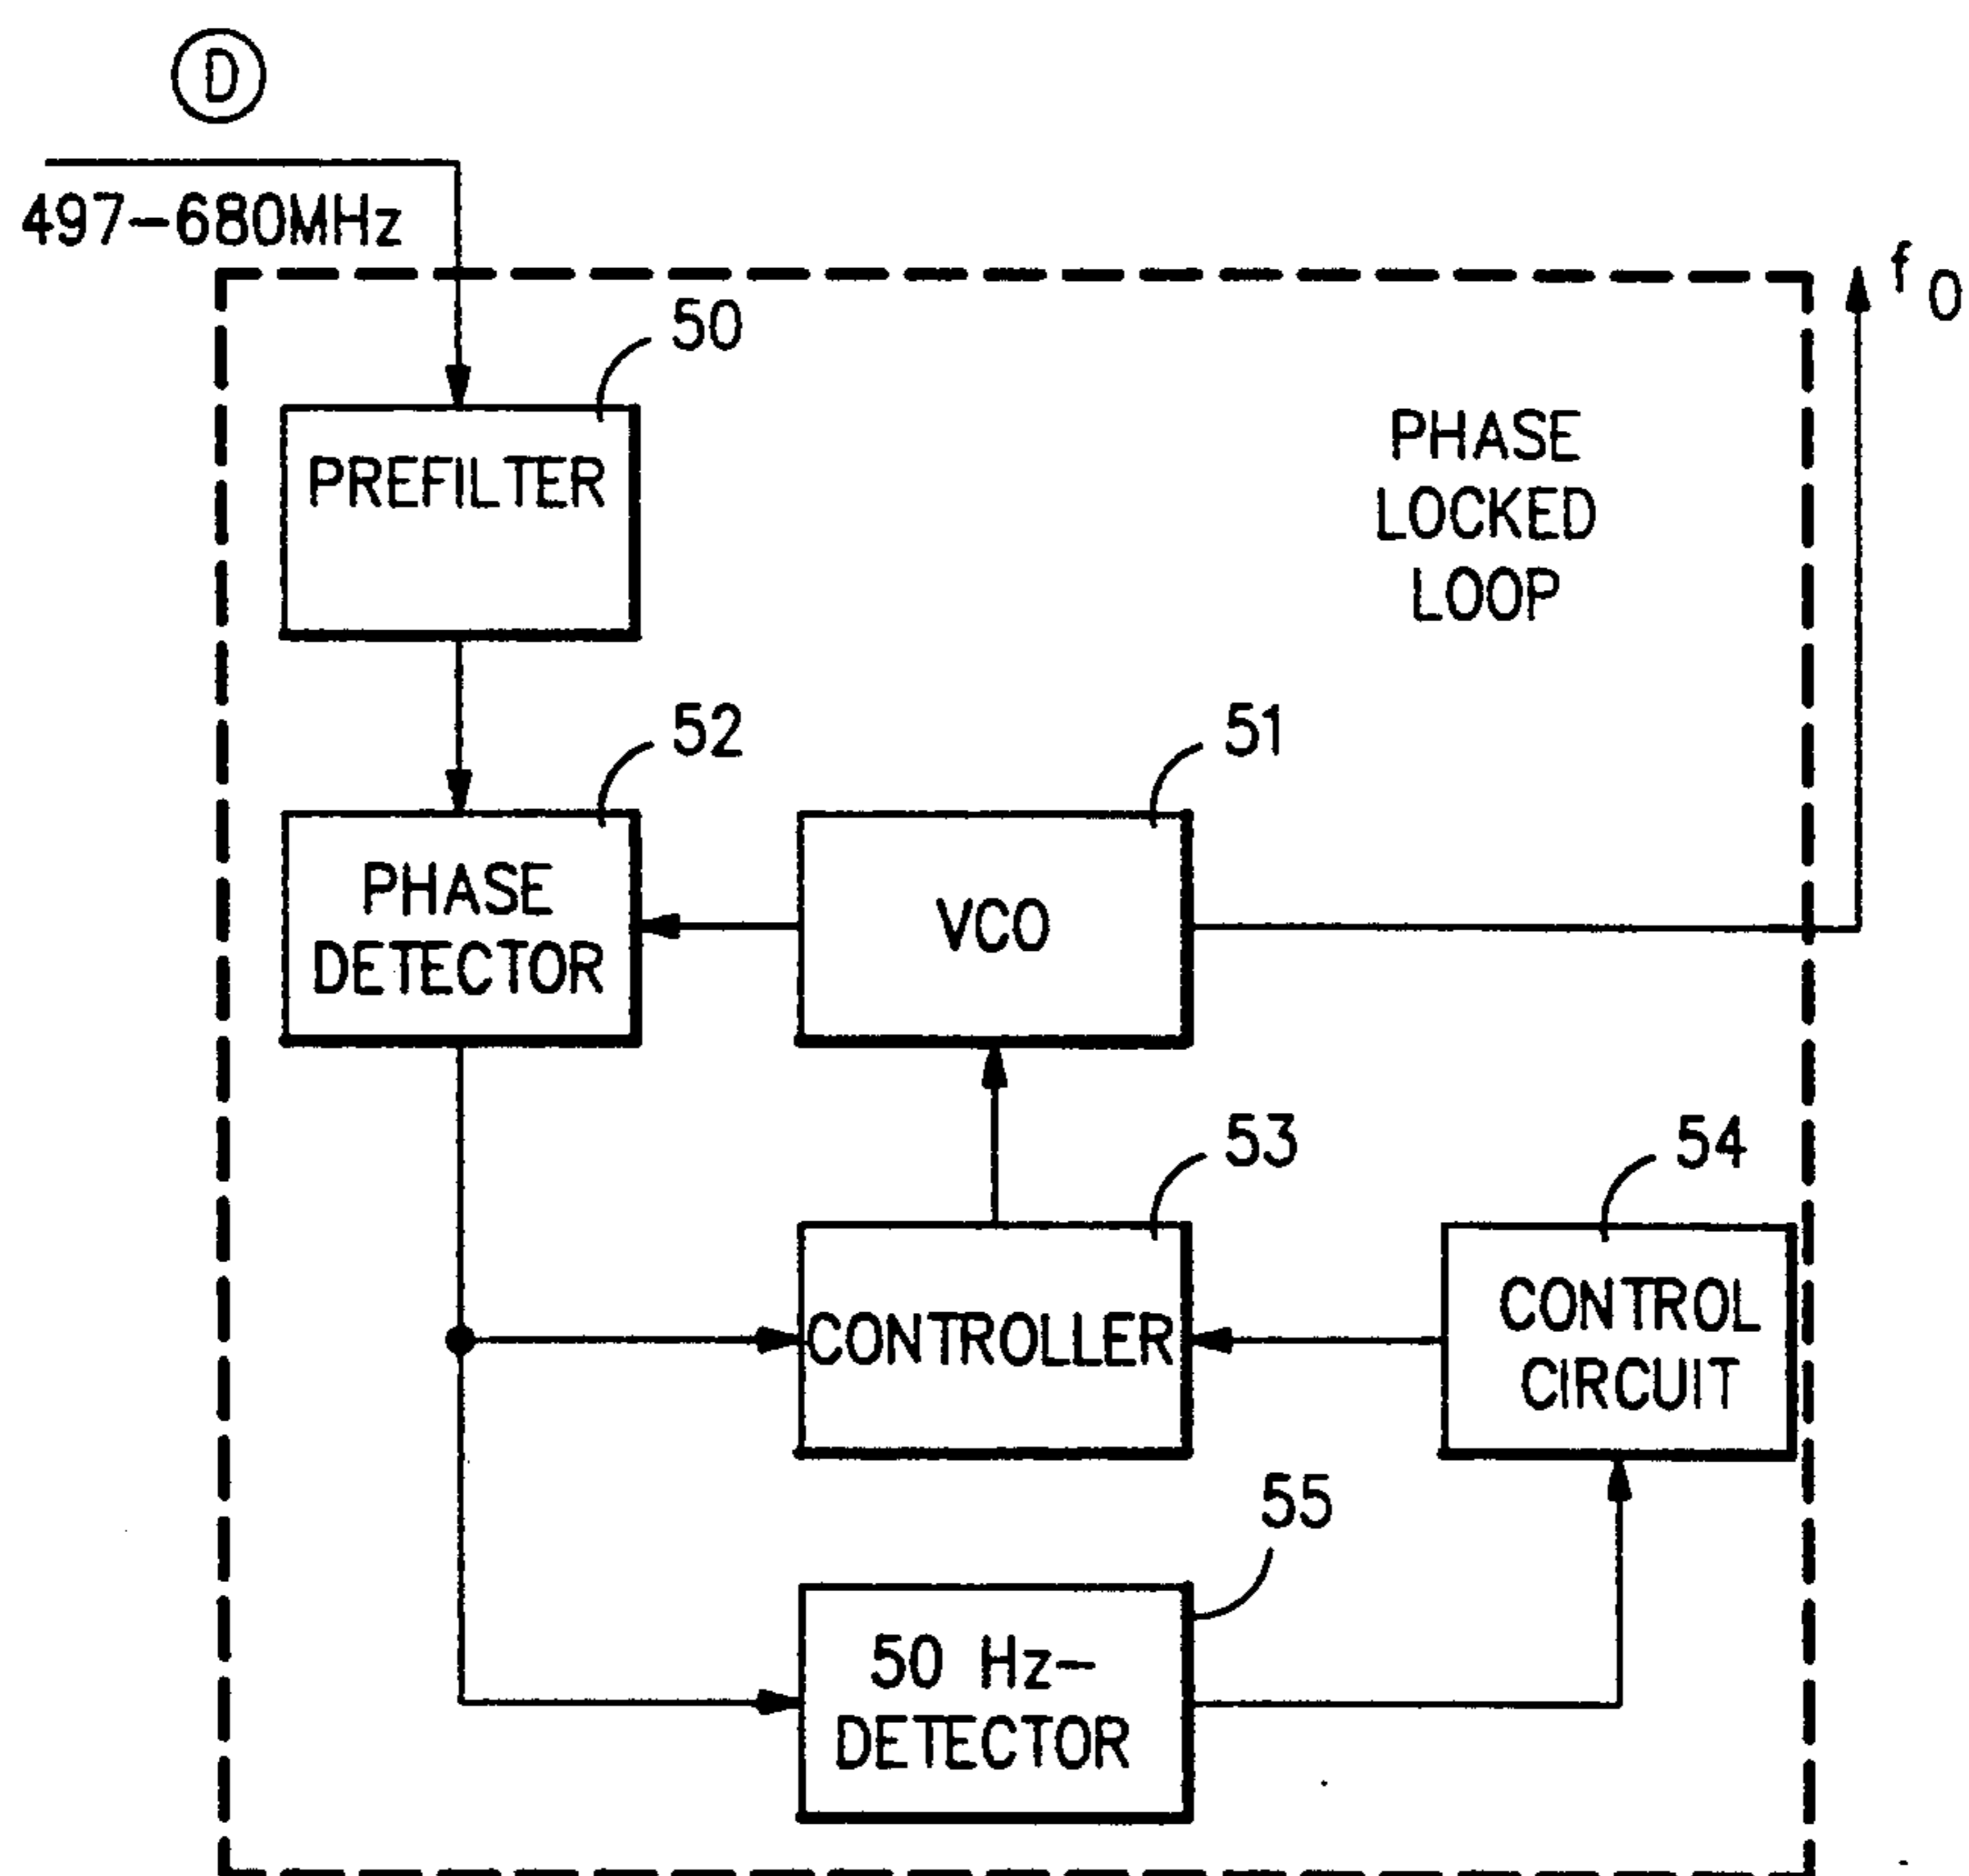 D
497-680MHz
fO
50
PREFILTER
PHASE
LOCKED
LOOP
52
51
PHASE
DETECTOR
VCO
53
54
CONTROLLER
CONTROL
CIRCUIT
55
50 Hz-
DETECTOR